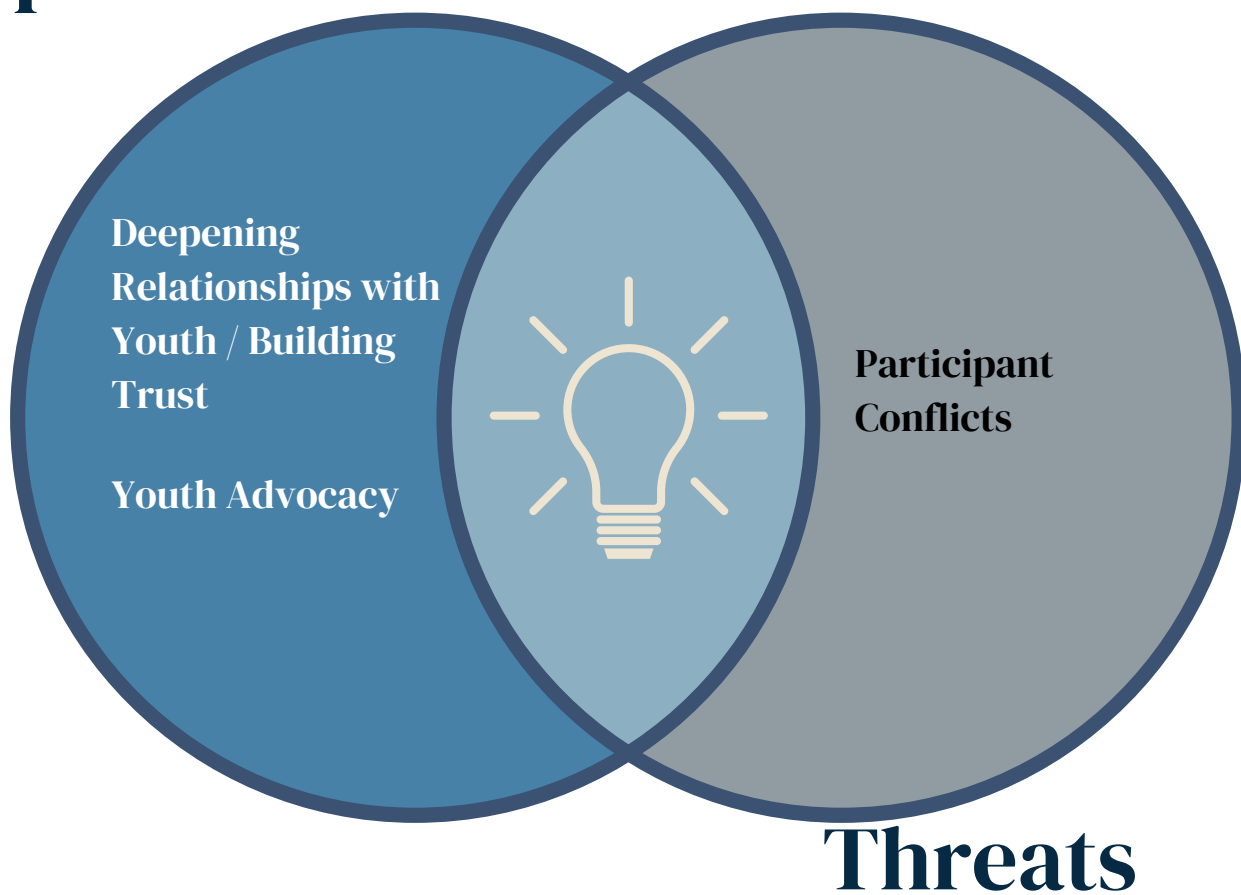 Deepening
Relationships with
Youth / Building
Trust
Youth Advocacy
Participant
Conflicts
Threats